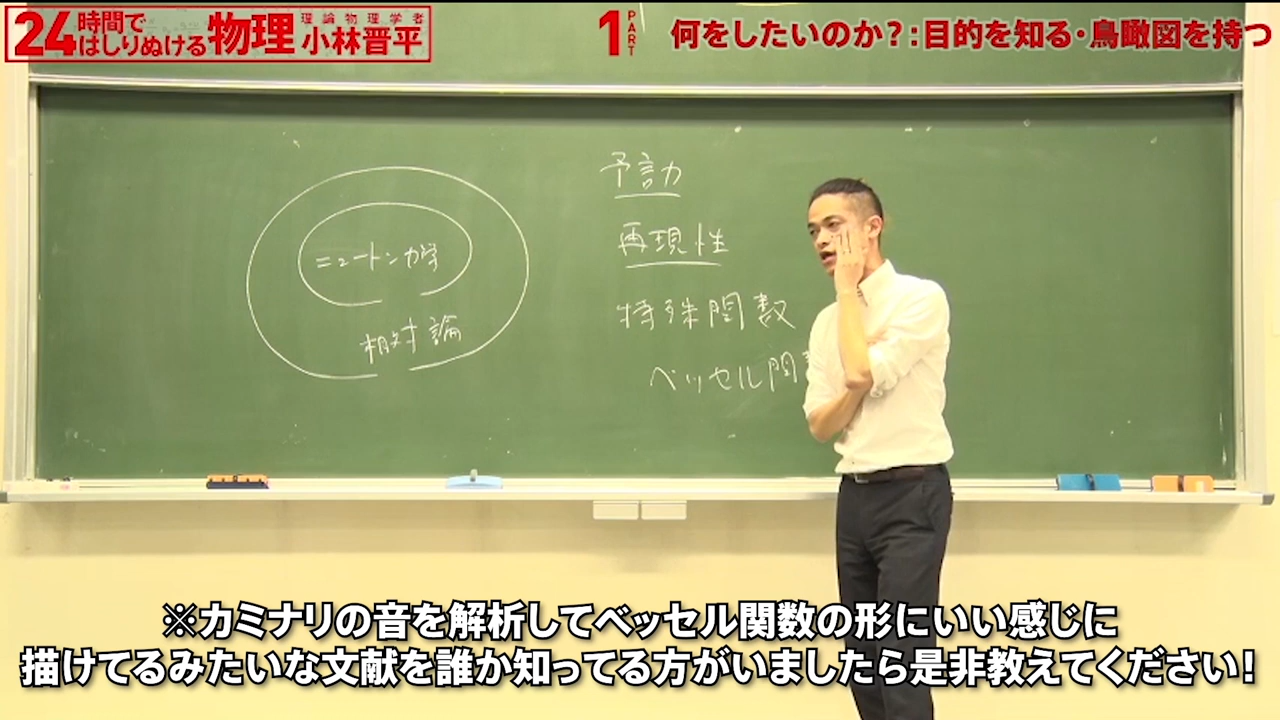 24時間で
はしりぬける物理
理論物理学者
小林晋平
1 PART
何をしたいのか?:目的を知る・鳥瞰図を持つ
ニュートン力学
相対論
予言力
再現性
特殊関数
ベッセル関
※カミナリの音を解析してベッセル関数の形にいい感じに
描けてるみたいな文献を誰か知ってる方がいましたら是非教えてください!